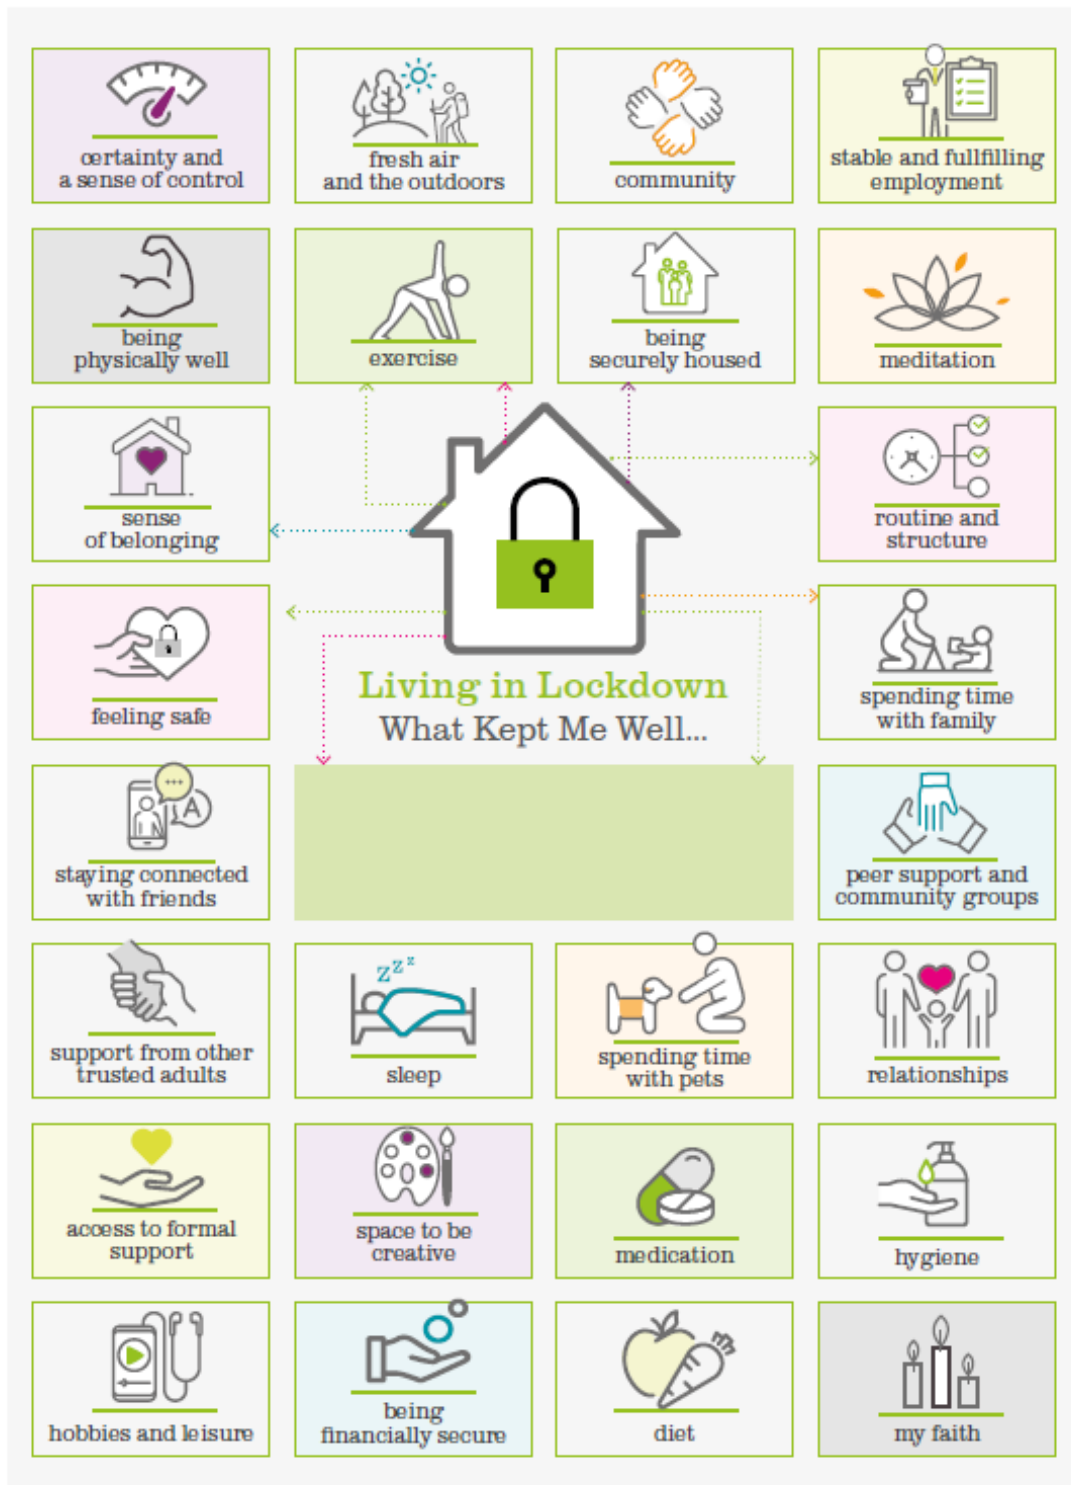 certainty and
a sense of control
fresh air
and the outdoors
community
stable and fullfilling
employment
being
physically well
exercise
being
securely housed
meditation
sense
of belonging
routine and
structure
feeling safe
spending time
with family
Living in Lockdown
What Kept Me Well...
staying connected
with friends
A
peer support and
community groups
support from other
trusted adults
zzz
sleep
spending time
with pets
relationships
access to formal
support
space to be
creative
medication
hygiene
hobbies and leisure
being
financially secure
diet
my faith